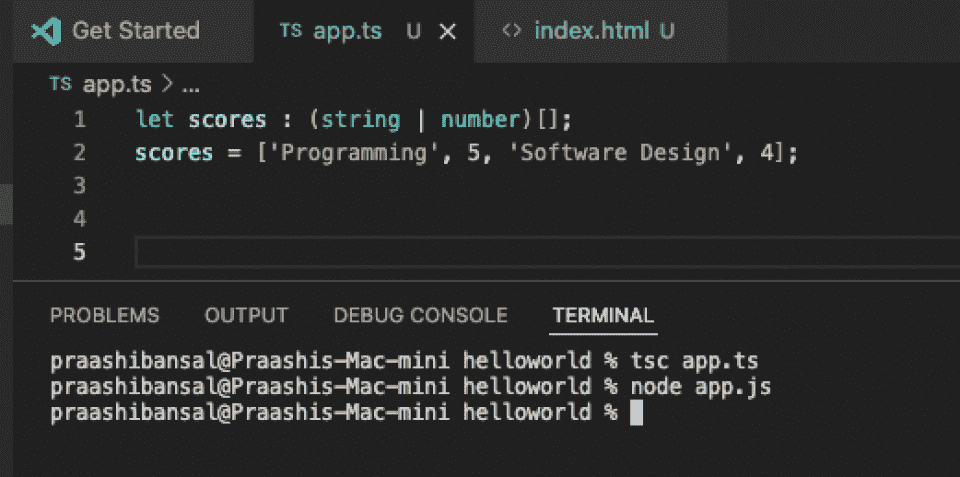 Get Started TS app.ts U × <> index.html U
TS app.ts > ...
1 let scores : (string | number)[];
2 scores = ['Programming', 5, 'Software Design', 4];
3
4
5
PROBLEMS OUTPUT DEBUG CONSOLE TERMINAL
praashibansal@Praashis-Mac-mini helloworld % tsc app.ts
praashibansal@Praashis-Mac-mini helloworld % node app.js
praashibansal@Praashis-Mac-mini helloworld %